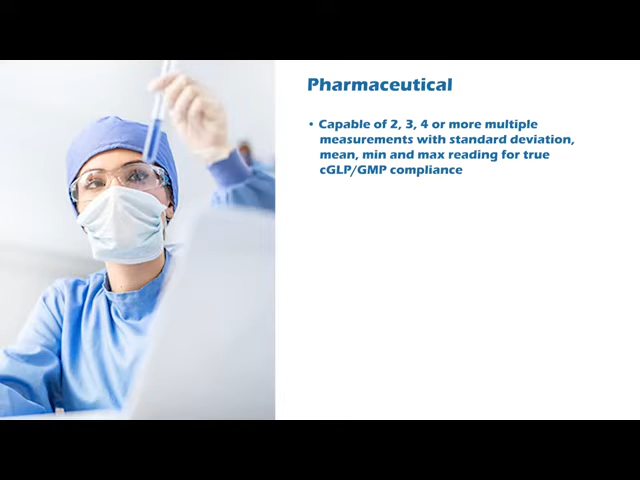 Pharmaceutical
• Capable of 2, 3, 4 or more multiple
measurements with standard deviation,
mean, min and max reading for true
cGLP/GMP compliance